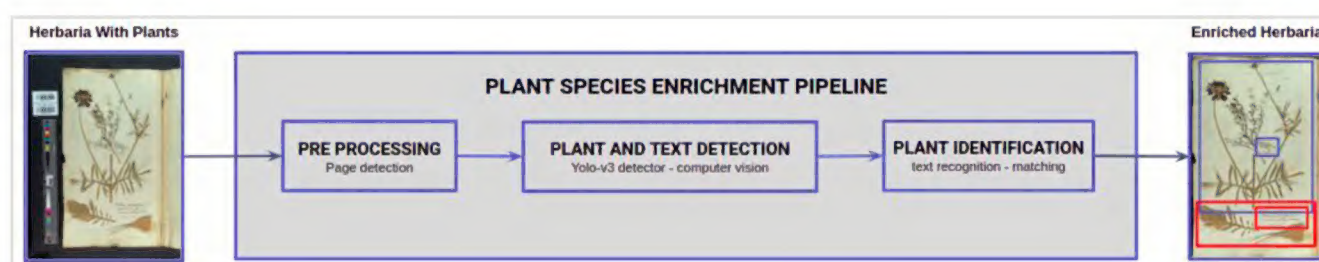 Herbaria With Plants
Enriched Herbaria
PLANT SPECIES ENRICHMENT PIPELINE
PRE PROCESSING
Page detection
PLANT AND TEXT DETECTION
Yolo-v3 detector - computer vision
PLANT IDENTIFICATION
text recognition - matching